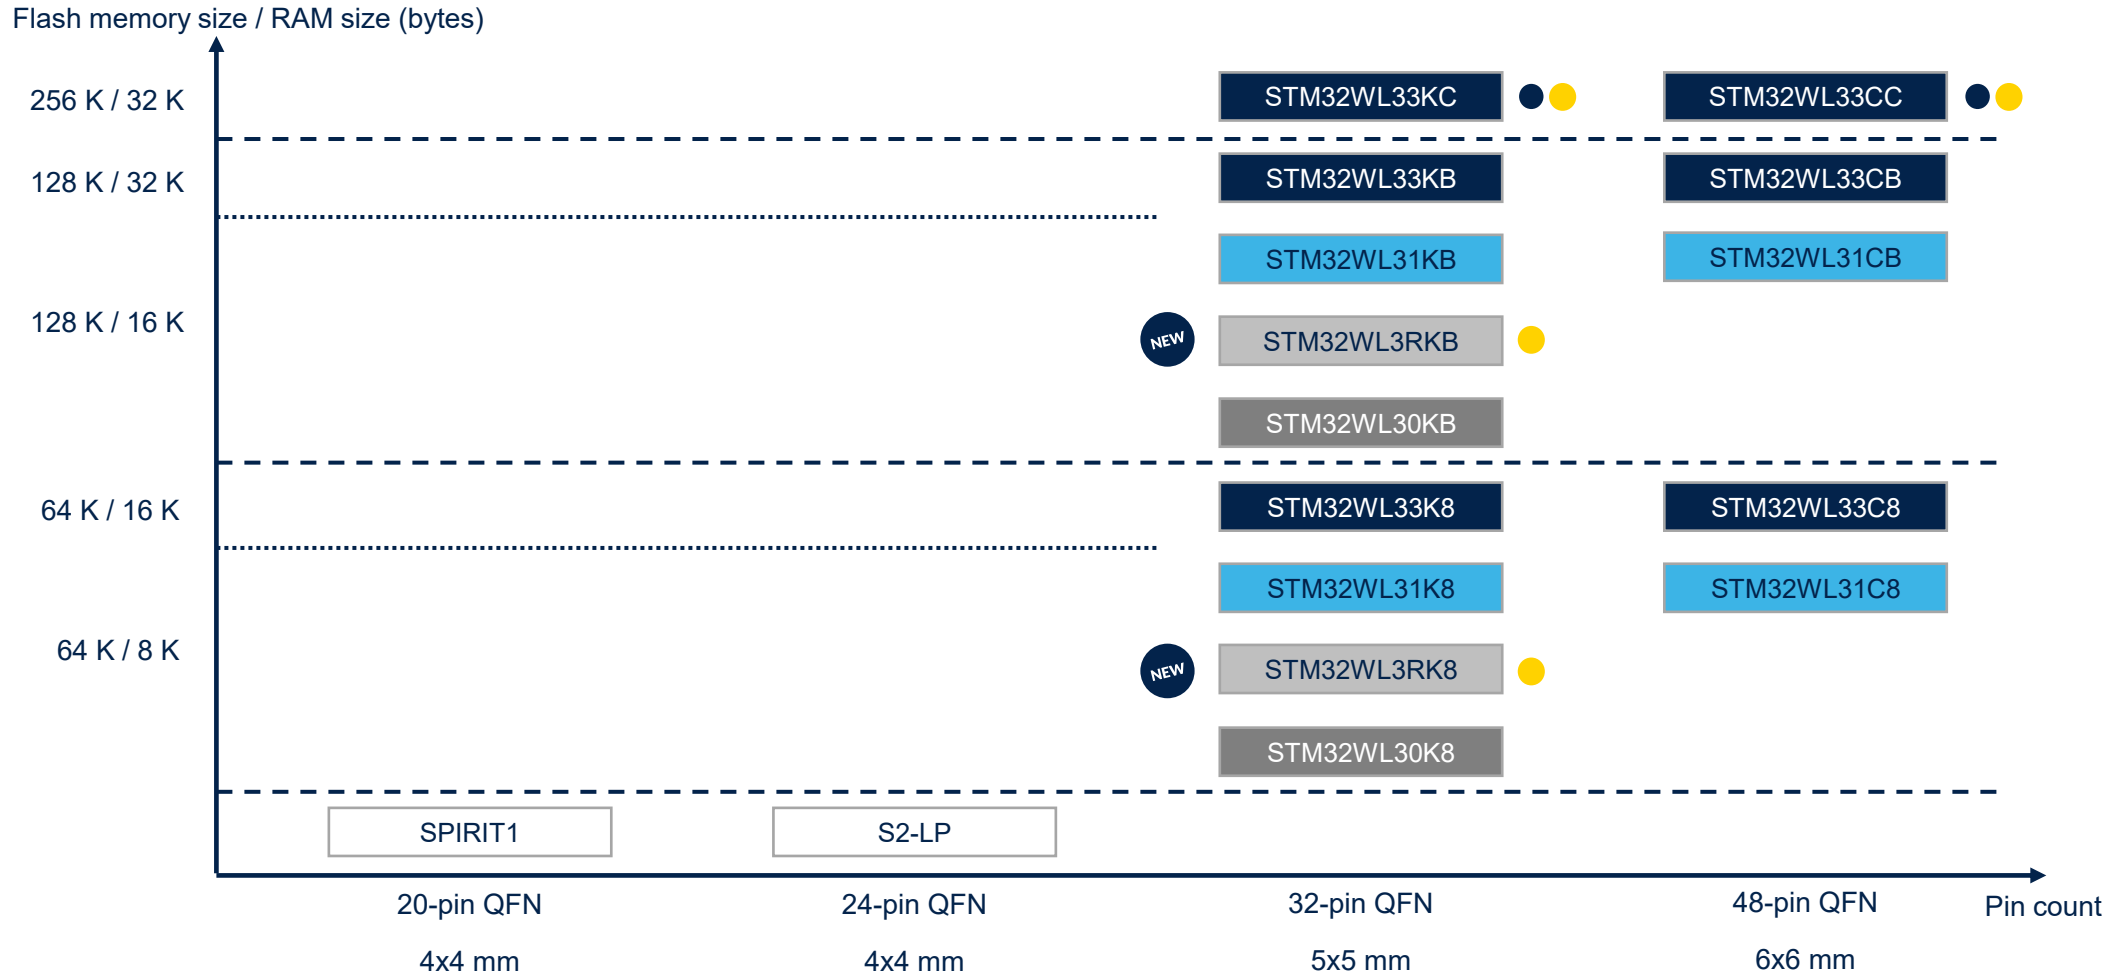 Flash memory size / RAM size (bytes)
256 K / 32 K
STM32WL33KC
STM32WL33CC
128 K / 32 K
STM32WL33KB
STM32WL33CB
STM32WL31KB
STM32WL31CB
128 K / 16 K
NEW
STM32WL3RKB
STM32WL30KB
64 K / 16 K
STM32WL33K8
STM32WL33C8
STM32WL31K8
STM32WL31C8
64 K / 8 K
NEW
STM32WL3RK8
STM32WL30K8
SPIRIT1
S2-LP
20-pin QFN
24-pin QFN
32-pin QFN
48-pin QFN
Pin count
4x4 mm
4x4 mm
5x5 mm
6x6 mm